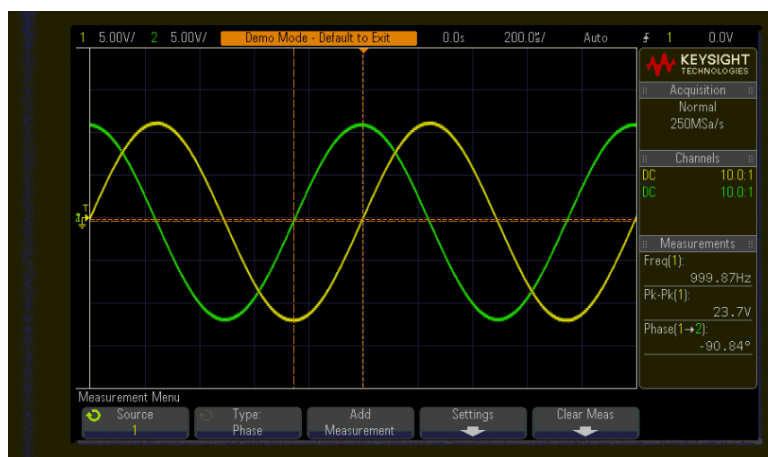 1 5.00V/ 2 5.00V/ Demo Mode - Default to Exit 0.0s 200.0㎲/ Auto 1 0.0V
KEYSIGHT
TECHNOLOGIES
Acquisition
Normal
250MSa/s
Channels
DC 10.0:1
DC 10.0:1
T
Measurements
Freq(1):
999.87Hz
Pk-Pk(1):
23.7V
Phase(1→2):
-90.84°
Measurement Menu
Source
1
Type:
Phase
Add
Measurement
Settings
Clear Meas